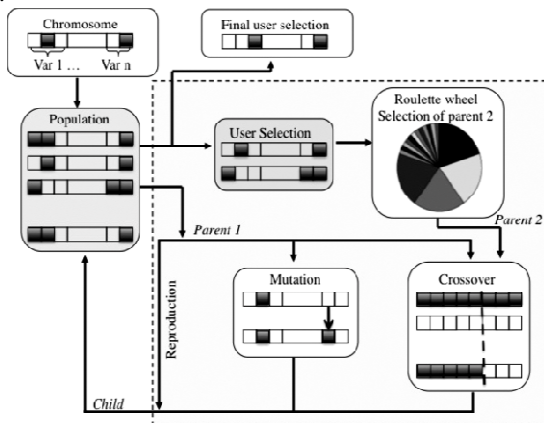 Chromosome
Var 1 ... Var n
Final user selection
Population
User Selection
Roulette wheel
Selection of parent 2
Parent 1
Parent 2
Reproduction
Mutation
Crossover
Child